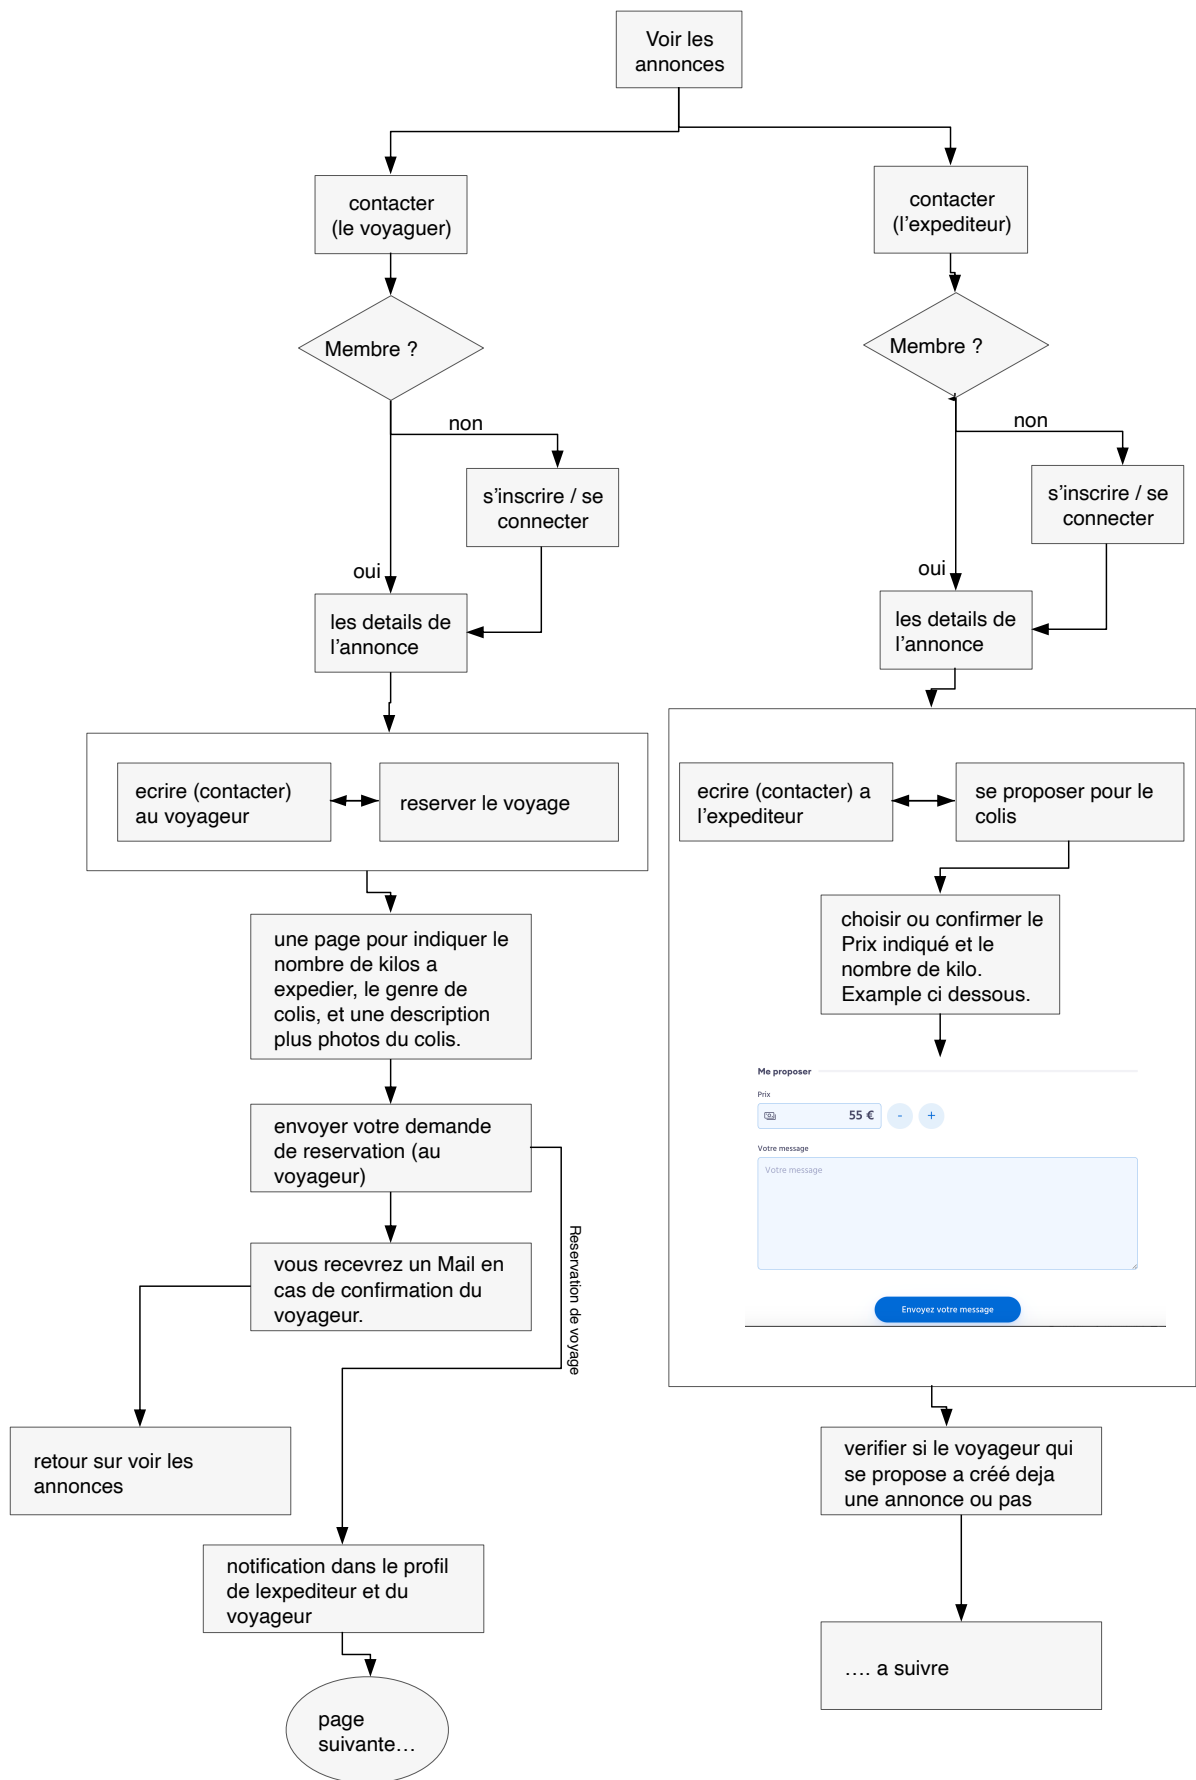 Voir les
annonces
contacter
(le voyaguer)
contacter
(l'expediteur)
Membre ?
Membre ?
non
non
s'inscrire / se
connecter
s'inscrire / se
connecter
oui
oui
les details de
l'annonce
les details de
l'annonce
ecrire (contacter)
au voyageur
reserver le voyage
ecrire (contacter) a
l'expediteur
se proposer pour le
colis
une page pour indiquer le
nombre de kilos a
expedier, le genre de
colis, et une description
plus photos du colis.
choisir ou confirmer le
Prix indiqué et le
nombre de kilo.
Example ci dessous.
Me proposer
Prix
55 €
-
+
Votre message
Votre message
Envoyez votre message
envoyer votre demande
de reservation (au
voyageur)
Reservation de voyage
vous recevrez un Mail en
cas de confirmation du
voyageur.
retour sur voir les
annonces
verifier si le voyageur qui
se propose a créé deja
une annonce ou pas
notification dans le profil
de lexpediteur et du
voyageur
.... a suivre
page
suivante...